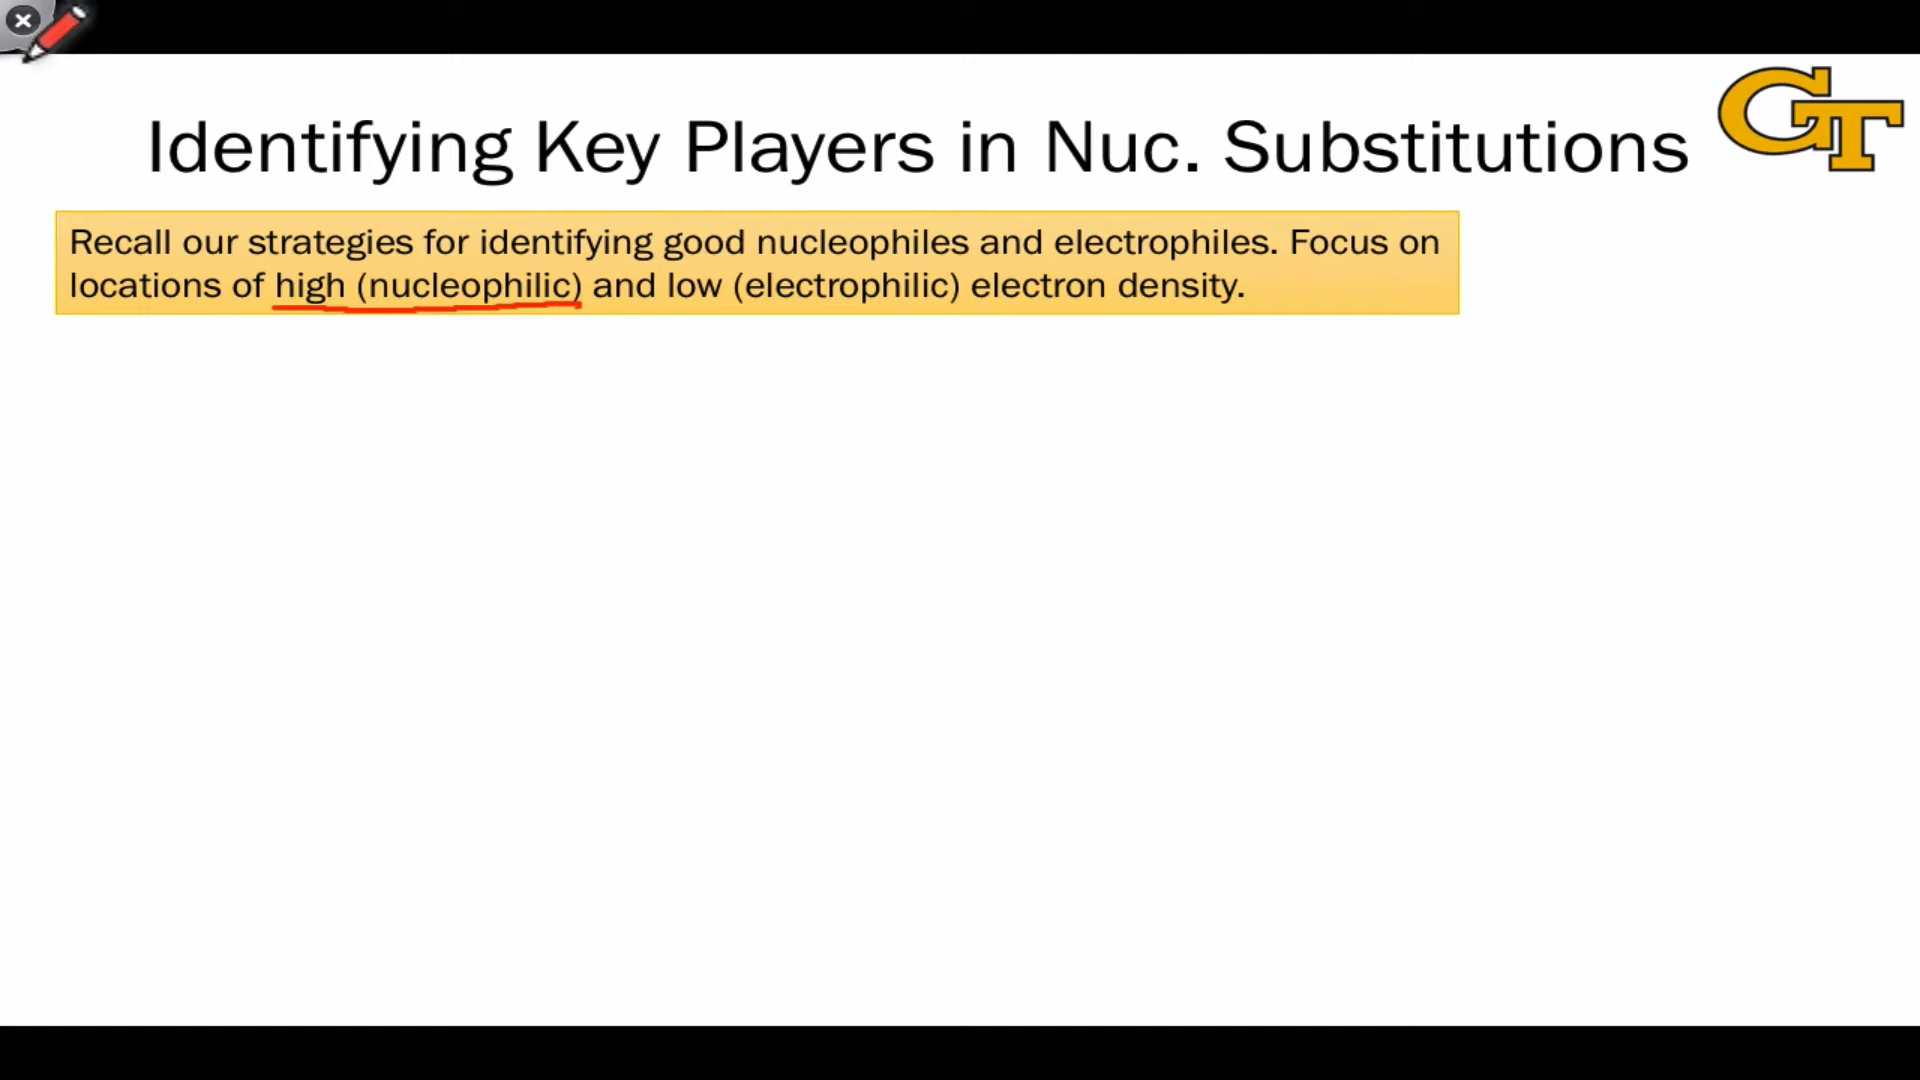 Identifying Key Players in Nuc. Substitutions
GT
Recall our strategies for identifying good nucleophiles and electrophiles. Focus on
locations of high (nucleophilic) and low (electrophilic) electron density.